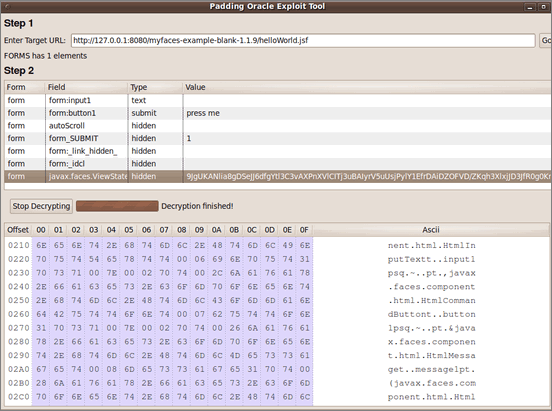 Padding Oracle Exploit Tool
Step 1
Enter Target URL: http://127.0.0.1:8080/myfaces-example-blank-1.1.9/helloWorld.jsf Go
FORMS has 1 elements
Step 2
Form Field Type Value
form form:input1 text
form form:button1 submit press me
form autoScroll hidden
form form_SUBMIT hidden 1
form form:_link_hidden_ hidden
form form:_idcl hidden
form javax.faces.ViewState hidden
Stop Decrypting Decryption finished!
Offset 00 01 02 03 04 05 06 07 08 09 0A 0B 0C 0D 0E 0F Ascii
0210 6E 65 6E 74 2E 68 74 6D 6C 2E 48 74 6D 6C 49 6E nent.html.HtmlIn
0220 70 75 74 54 65 78 74 74 00 06 69 6E 70 75 74 31 putTextt..input1
0230 70 73 71 00 7E 00 02 70 74 00 2C 6A 61 76 61 78 psq.~..pt.,javax
0240 2E 66 61 63 65 73 2E 63 6F 6D 70 6F 6E 65 6E 74 .faces.component
0250 2E 68 74 6D 6C 2E 48 74 6D 6C 43 6F 6D 6D 61 6E .html.HtmlComman
0260 64 42 75 74 74 6F 6E 74 00 07 62 75 74 74 6F 6E dButtont..button
0270 31 70 73 71 00 7E 00 02 70 74 00 26 6A 61 76 61 1psq.~..pt.&java
0280 78 2E 66 61 63 65 73 2E 63 6F 6D 70 6F 6E 65 6E x.faces.componen
0290 74 2E 68 74 6D 6C 2E 48 74 6D 6C 4D 65 73 73 61 t.html.HtmlMessa
02A0 67 65 74 00 08 6D 65 73 73 61 67 65 31 70 74 00 get..message1pt.
02B0 28 6A 61 76 61 78 2E 66 61 63 65 73 2E 63 6F 6D (javax.faces.com
02C0 70 6F 6E 65 6E 74 2E 68 74 6D 6C 2E 48 74 6D 6C ponent.html.Html